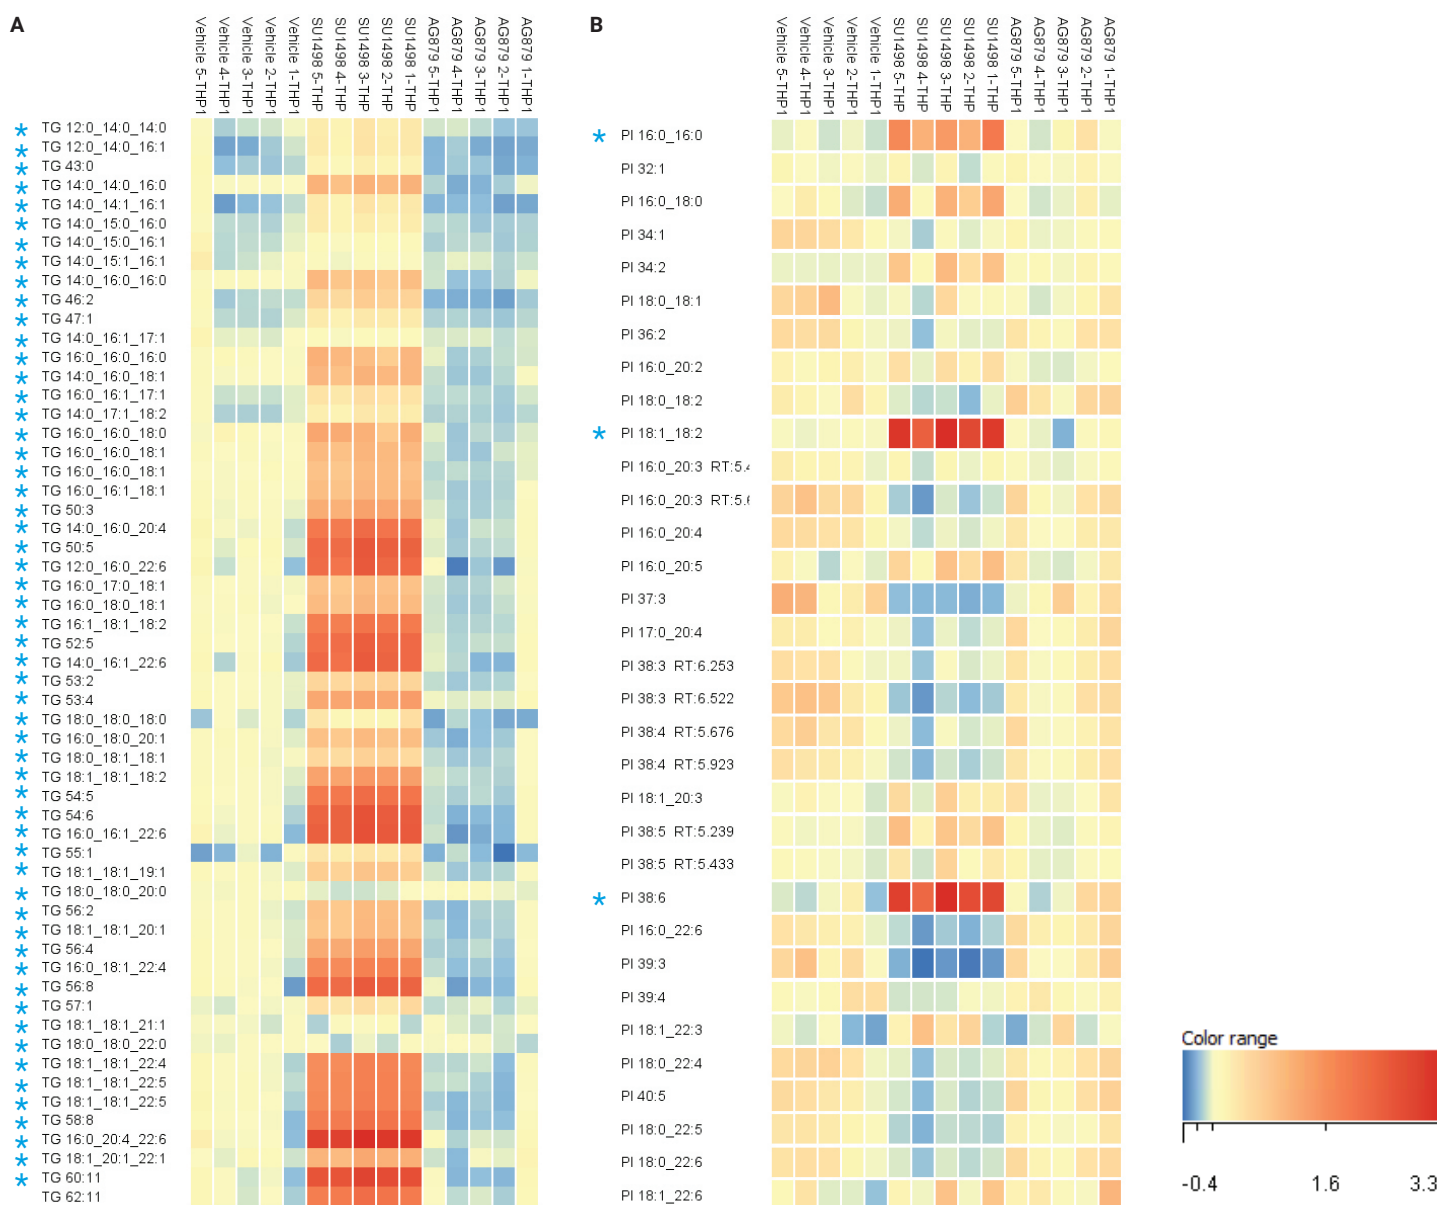 A
Vehicle 5-THP1
Vehicle 4-THP1
Vehicle 3-THP1
Vehicle 2-THP1
Vehicle 1-THP1
SU1498 5-THP
SU1498 4-THP
SU1498 3-THP
SU1498 2-THP
SU1498 1-THP
AG879 5-THP1
AG879 4-THP1
AG879 3-THP1
AG879 2-THP1
AG879 1-THP1
* TG 12:0_14:0_14:0
* TG 12:0_14:0_16:1
* TG 43:0
* TG 14:0_14:0_16:0
* TG 14:0_14:1_16:1
* TG 14:0_15:0_16:0
* TG 14:0_15:0_16:1
* TG 14:0_15:1_16:1
* TG 14:0_16:0_16:0
* TG 46:2
* TG 47:1
* TG 14:0_16:1_17:1
* TG 16:0_16:0_16:0
* TG 14:0_16:0_18:1
* TG 16:0_16:1_17:1
* TG 14:0_17:1_18:2
* TG 16:0_16:0_18:0
* TG 16:0_16:0_18:1
* TG 16:0_16:0_18:1
* TG 16:0_16:1_18:1
* TG 50:3
* TG 14:0_16:0_20:4
* TG 50:5
* TG 12:0_16:0_22:6
* TG 16:0_17:0_18:1
* TG 16:0_18:0_18:1
* TG 16:1_18:1_18:2
* TG 52:5
* TG 14:0_16:1_22:6
* TG 53:2
* TG 53:4
* TG 18:0_18:0_18:0
* TG 16:0_18:0_20:1
* TG 18:0_18:1_18:1
* TG 18:1_18:1_18:2
* TG 54:5
* TG 54:6
* TG 16:0_16:1_22:6
* TG 55:1
* TG 18:1_18:1_19:1
* TG 18:0_18:0_20:0
* TG 56:2
* TG 18:1_18:1_20:1
* TG 56:4
* TG 16:0_18:1_22:4
* TG 56:8
* TG 57:1
* TG 18:1_18:1_21:1
* TG 18:0_18:0_22:0
* TG 18:1_18:1_22:4
* TG 18:1_18:1_22:5
* TG 18:1_18:1_22:5
* TG 58:8
* TG 16:0_20:4_22:6
* TG 18:1_20:1_22:1
* TG 60:11
TG 62:11
B
Vehicle 5-THP1
Vehicle 4-THP1
Vehicle 3-THP1
Vehicle 2-THP1
Vehicle 1-THP1
SU1498 5-THP
SU1498 4-THP
SU1498 3-THP
SU1498 2-THP
SU1498 1-THP
AG879 5-THP1
AG879 4-THP1
AG879 3-THP1
AG879 2-THP1
AG879 1-THP1
* PI 16:0_16:0
PI 32:1
PI 16:0_18:0
PI 34:1
PI 34:2
PI 18:0_18:1
PI 36:2
PI 16:0_20:2
PI 18:0_18:2
* PI 18:1_18:2
PI 16:0_20:3 RT:5.
PI 16:0_20:3 RT:5.
PI 16:0_20:4
PI 16:0_20:5
PI 37:3
PI 17:0_20:4
PI 38:3 RT:6.253
PI 38:3 RT:6.522
PI 38:4 RT:5.676
PI 38:4 RT:5.923
PI 18:1_20:3
PI 38:5 RT:5.239
PI 38:5 RT:5.433
* PI 38:6
PI 16:0_22:6
PI 39:3
PI 39:4
PI 18:1_22:3
PI 18:0_22:4
PI 40:5
PI 18:0_22:5
PI 18:0_22:6
PI 18:1_22:6
Color range
-0.4 1.6 3.3